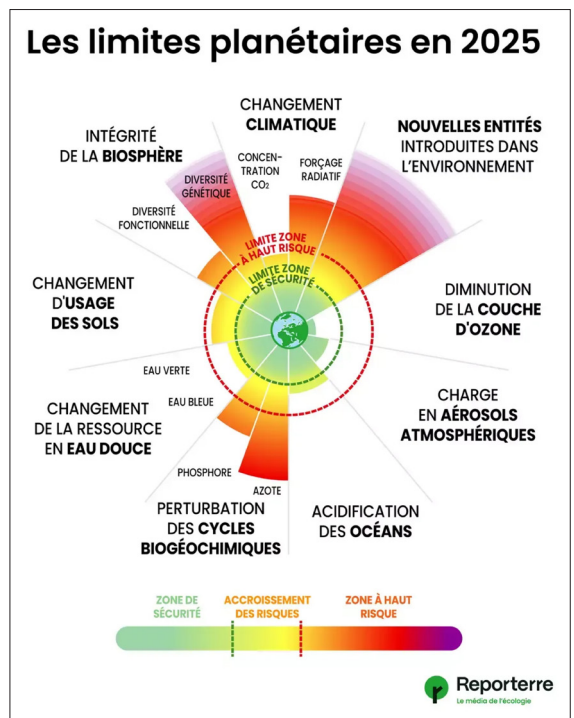 Les limites planétaires en 2025
CHANGEMENT
CLIMATIQUE
INTÉGRITÉ
DE LA BIOSPHÈRE
NOUVELLES ENTITÉS
INTRODUITES DANS
L'ENVIRONNEMENT
CONCEN-
TRATION
CO₂
FORÇAGE
RADIATIF
DIVERSITÉ
GÉNÉTIQUE
DIVERSITÉ
FONCTIONNELLE
LIMITE ZONE
À HAUT RISQUE
LIMITE ZONE
DE SÉCURITÉ
CHANGEMENT
D'USAGE
DES SOLS
DIMINUTION
DE LA COUCHE
D'OZONE
EAU VERTE
EAU BLEUE
CHANGEMENT
DE LA RESSOURCE
EN EAU DOUCE
CHARGE
EN AÉROSOLS
ATMOSPHÉRIQUES
PHOSPHORE
AZOTE
PERTURBATION
DES CYCLES
BIOGÉOCHIMIQUES
ACIDIFICATION
DES OCÉANS
ZONE DE
SÉCURITÉ
ACCROISSEMENT
DES RISQUES
ZONE À HAUT
RISQUE
Reporterre
Le média de l'écologie